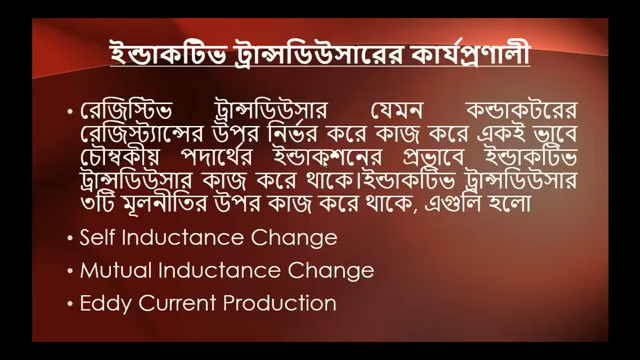 ইন্ডাকটিভ ট্রান্সডিউসারের কার্যপ্রণালী
• রেজিস্টিভ ট্রান্সডিউসার যেমন কন্ডাকটরের
রেজিস্ট্যান্সের উপর নির্ভর করে কাজ করে একই ভাবে
চৌম্বকীয় পদার্থের ইন্ডাকশনের প্রভাবে ইন্ডাকটিভ
ট্রান্সডিউসার কাজ করে থাকে।ইন্ডাকটিভ ট্রান্সডিউসার
৩টি মূলনীতির উপর কাজ করে থাকে, এগুলি হলো
• Self Inductance Change
• Mutual Inductance Change
• Eddy Current Production